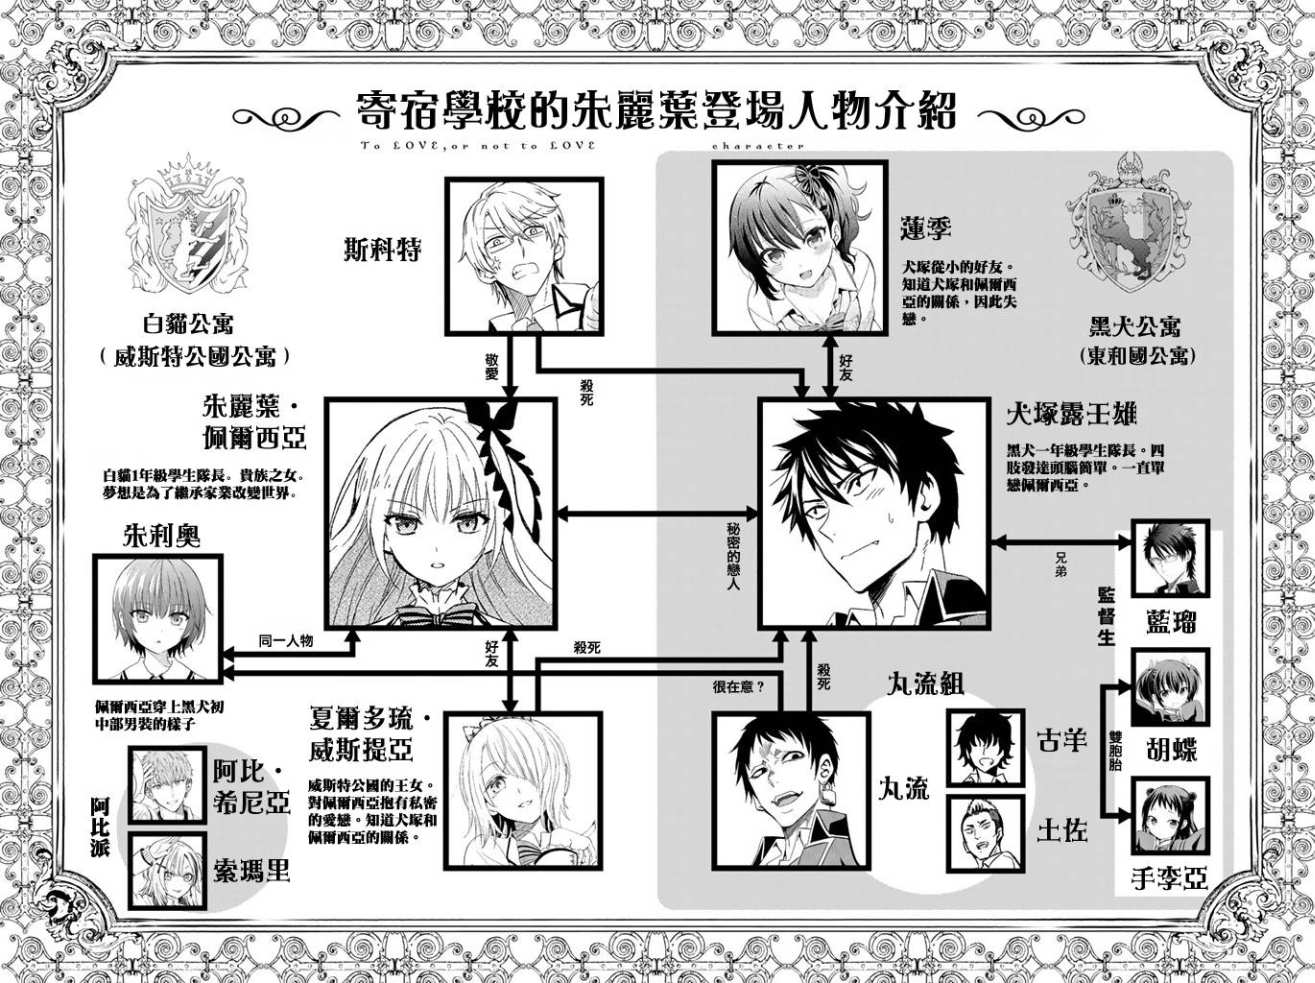 寄宿學校的朱麗葉登場人物介紹
To LOVE,or not to LOVE character
白貓公寓
(威斯特公國公寓)
斯科特
蓮季
犬塚從小的好友。
知道犬塚和佩爾西
亞的關係,因此失
戀。
黑犬公寓
(東和國公寓)
敬愛
殺死
好友
朱麗葉・
佩爾西亞
白貓1年級學生隊長。貴族之女。
夢想是為了繼承家業改變世界。
犬塚露王雄
黑犬一年級學生隊長。四
肢發達頭腦簡單。一直單
戀佩爾西亞。
秘密的戀人
朱利奧
同一人物
佩爾西亞穿上黑犬初
中部男裝的樣子
兄弟
監督生
藍瑠
胡蝶
雙胞胎
手李亞
好友
殺死
很在意?
殺死
夏爾多琉・
威斯提亞
威斯特公國的王女。
對佩爾西亞抱有私密
的愛戀。知道犬塚和
佩爾西亞的關係。
丸流組
丸流
古羊
土佐
阿比派
阿比・
希尼亞
索瑪里